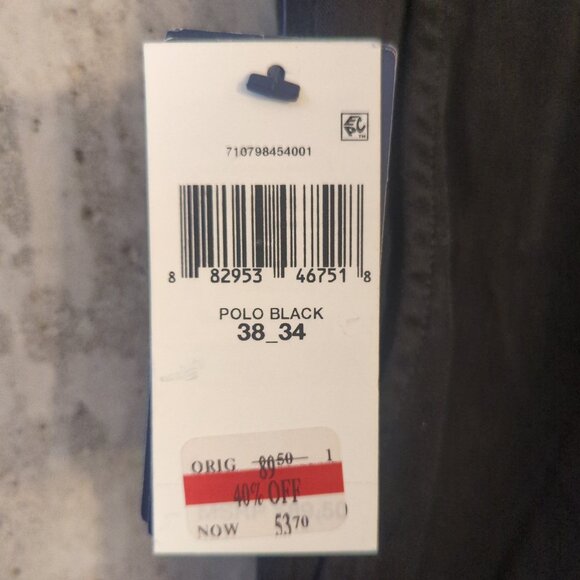 710798454001
8 82953 46751 8
POLO BLACK
38_34
ORIG 89.50 1
40% OFF
NOW 53.70